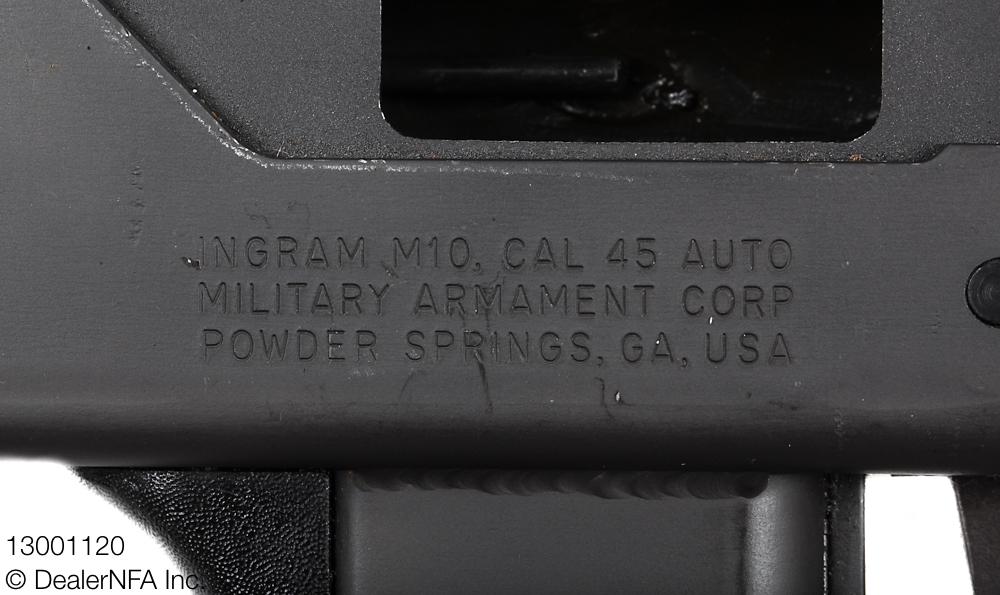 INGRAM M10, CAL 45 AUTO
MILITARY ARMAMENT CORP
POWDER SPRINGS, GA, USA
13001120
© DealerNFA Inc.